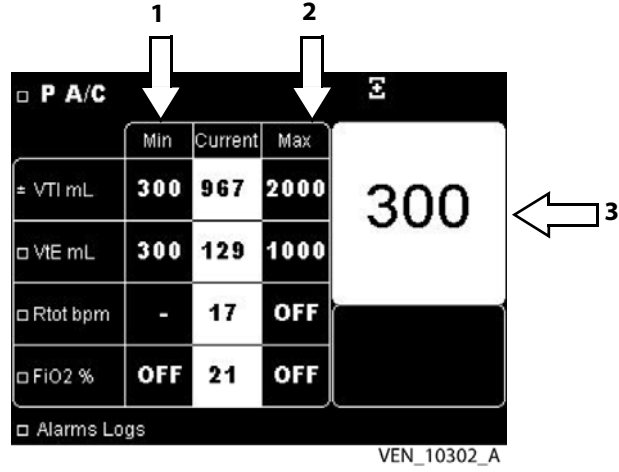 1 2
P A/C
Min Current Max
± VTI mL 300 967 2000
300
3
VtE mL 300 129 1000
Rtot bpm - 17 OFF
FiO2 % OFF 21 OFF
Alarms Logs
VEN_10302_A